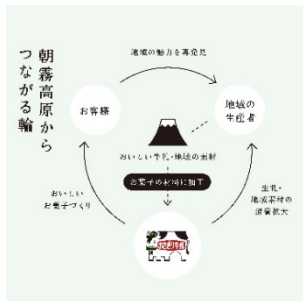 朝霧高原から
つながる輪
地域の魅力を再発見
お客様
地域の
生産者
おいしい牛乳・地域の素材
お菓子の材料に加工
おいしい
お菓子づくり
生乳・
地域素材の
消費拡大